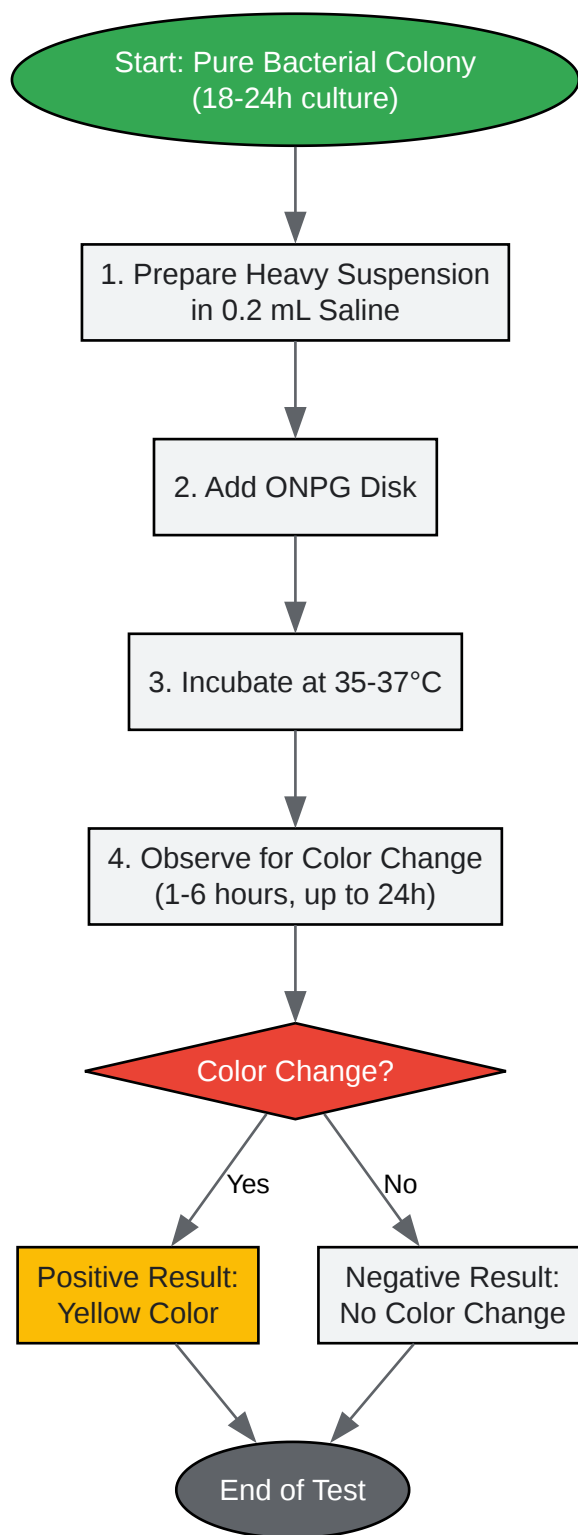 Start: Pure Bacterial Colony
(18-24h culture)
1. Prepare Heavy Suspension
in 0.2 mL Saline
2. Add ONPG Disk
3. Incubate at 35-37°C
4. Observe for Color Change
(1-6 hours, up to 24h)
Color Change?
Yes
No
Positive Result:
Yellow Color
Negative Result:
No Color Change
End of Test